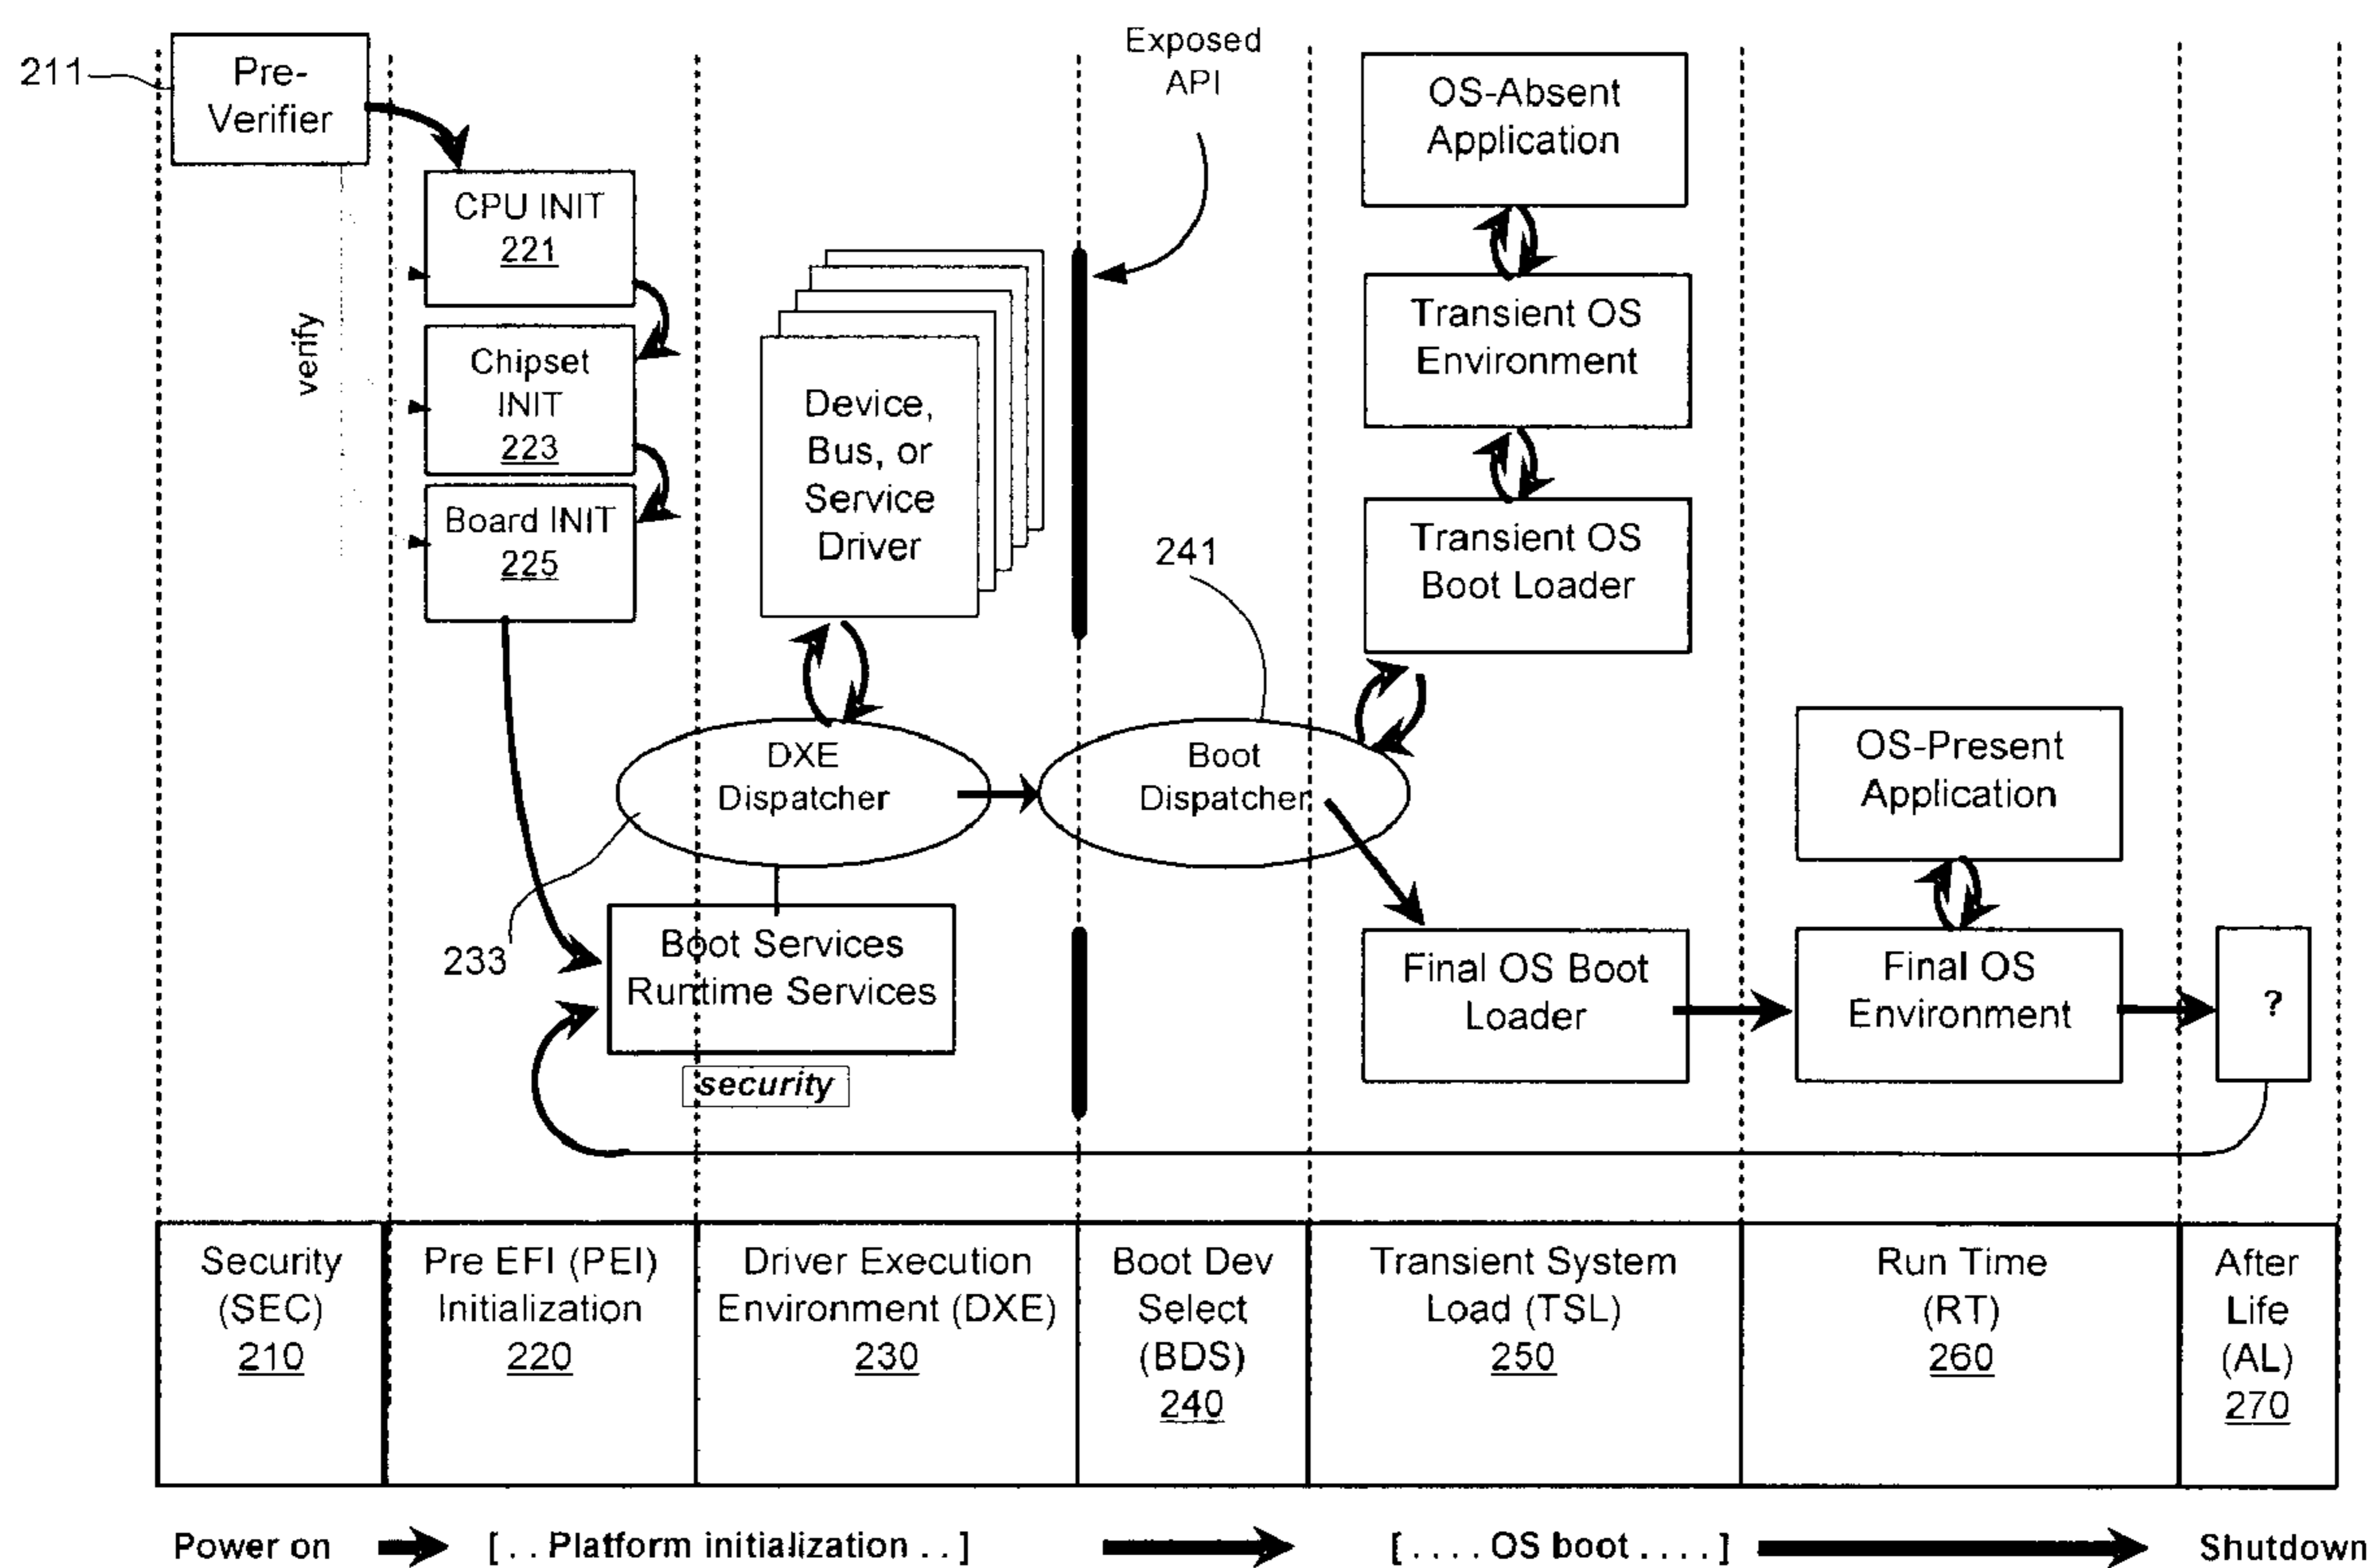 211
Pre-
Verifier
verify
CPU INIT
221
Chipset
INIT
223
Board INIT
225
Device,
Bus, or
Service
Driver
Exposed
API
OS-Absent
Application
Transient OS
Environment
Transient OS
Boot Loader
241
DXE
Dispatcher
Boot
Dispatcher
233
Boot Services
Runtime Services
security
OS-Present
Application
Final OS Boot
Loader
Final OS
Environment
?
Security
(SEC)
210
Pre EFI (PEI)
Initialization
220
Driver Execution
Environment (DXE)
230
Boot Dev
Select
(BDS)
240
Transient System
Load (TSL)
250
Run Time
(RT)
260
After
Life
(AL)
270
Power on
[. . Platform initialization . .]
[. . . . OS boot . . . .]
Shutdown